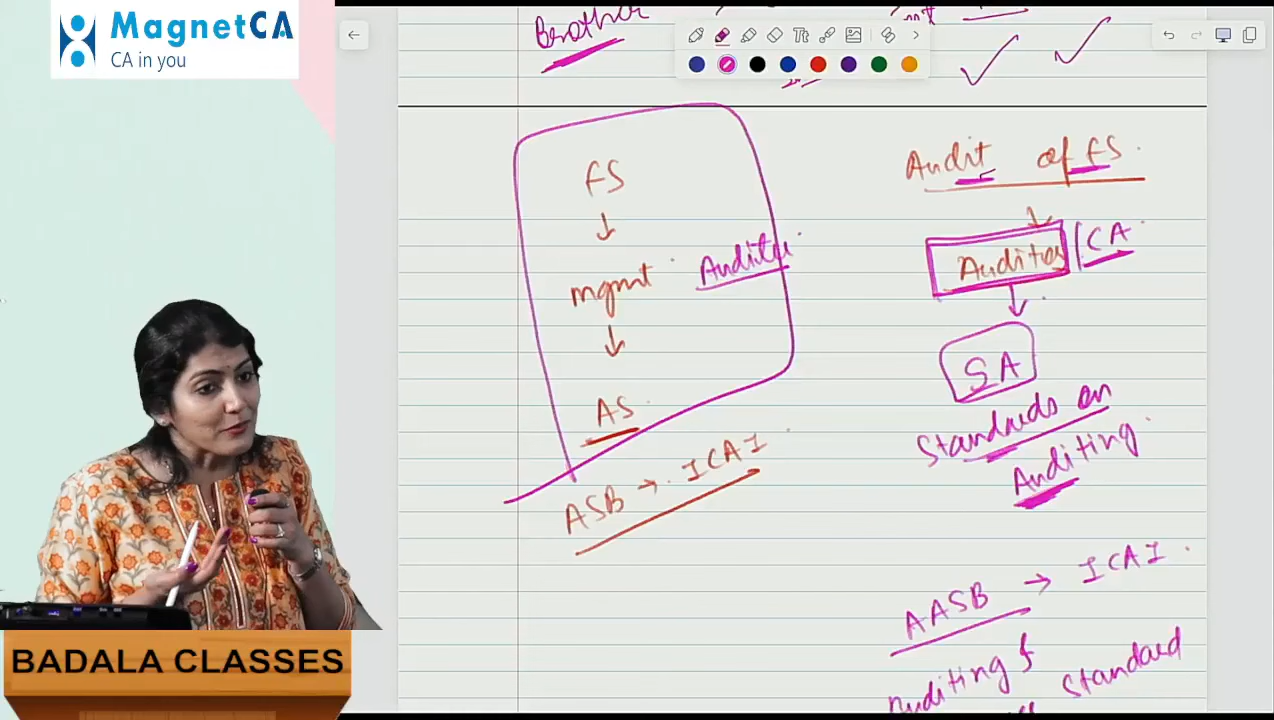 MagnetCA
CA in you
Brother
FS
mgmt
Auditee
AS
ASB → ICAI
Audit of FS
Auditor | CA
SA
Standards on
Auditing
AASB → ICAI
Auditing &
Standard
BADALA CLASSES